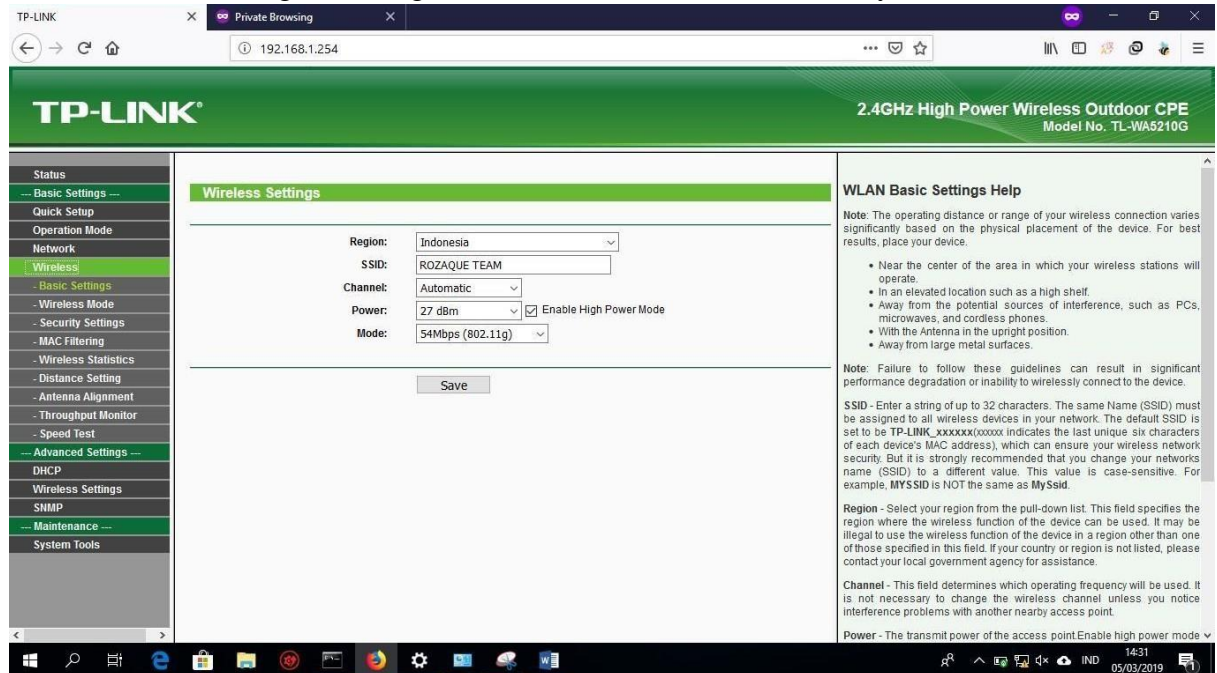 TP-LINK
Private Browsing
192.168.1.254
TP-LINK®
2.4GHz High Power Wireless Outdoor CPE
Model No. TL-WA5210G
Status
--- Basic Settings ---
Quick Setup
Operation Mode
Network
Wireless
- Basic Settings
- Wireless Mode
- Security Settings
- MAC Filtering
- Wireless Statistics
- Distance Setting
- Antenna Alignment
- Throughput Monitor
- Speed Test
--- Advanced Settings ---
DHCP
Wireless Settings
SNMP
--- Maintenance ---
System Tools
Wireless Settings
Region: Indonesia
SSID: ROZAQUE TEAM
Channel: Automatic
Power: 27 dBm Enable High Power Mode
Mode: 54Mbps (802.11g)
Save
WLAN Basic Settings Help
Note: The operating distance or range of your wireless connection varies
significantly based on the physical placement of the device. For best
results, place your device.
• Near the center of the area in which your wireless stations will
operate.
• In an elevated location such as a high shelf.
• Away from the potential sources of interference, such as PCs,
microwaves, and cordless phones.
• With the Antenna in the upright position.
• Away from large metal surfaces.
Note: Failure to follow these guidelines can result in significant
performance degradation or inability to wirelessly connect to the device.
SSID - Enter a string of up to 32 characters. The same Name (SSID) must
be assigned to all wireless devices in your network. The default SSID is
set to be TP-LINK_xxxxxx(xxxxxx indicates the last unique six characters
of each device's MAC address), which can ensure your wireless network
security. But it is strongly recommended that you change your networks
name (SSID) to a different value. This value is case-sensitive. For
example, MYSSID is NOT the same as MySsid.
Region - Select your region from the pull-down list. This field specifies the
region where the wireless function of the device can be used. It may be
illegal to use the wireless function of the device in a region other than one
of those specified in this field. If your country or region is not listed, please
contact your local government agency for assistance.
Channel - This field determines which operating frequency will be used. It
is not necessary to change the wireless channel unless you notice
interference problems with another nearby access point.
Power - The transmit power of the access point.Enable high power mode
IND
14:31
05/03/2019